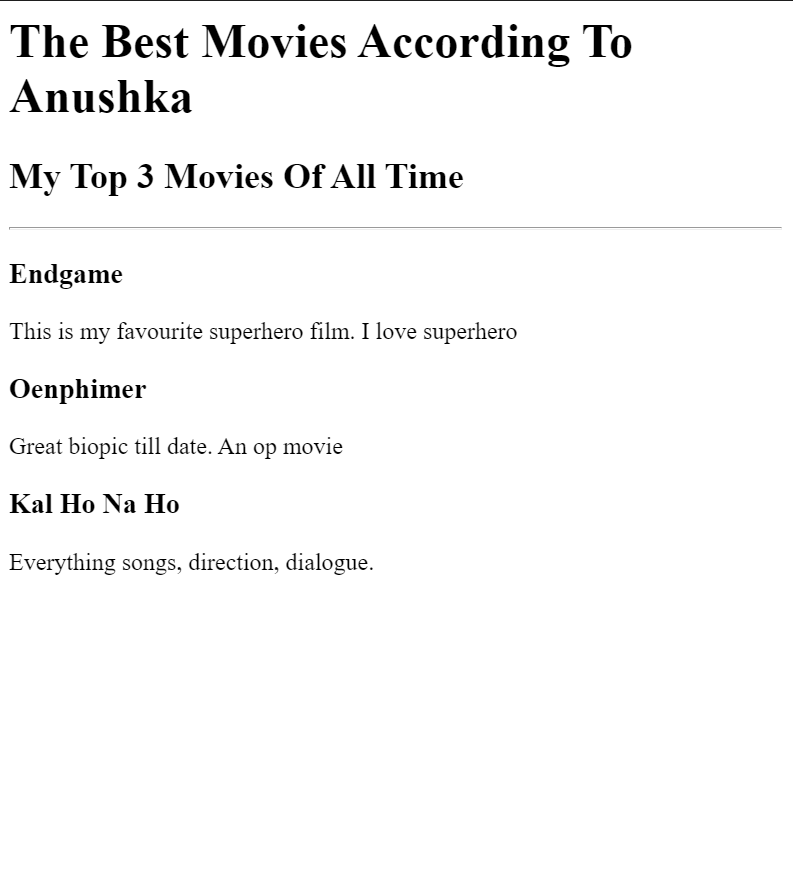 The Best Movies According To
Anushka
My Top 3 Movies Of All Time
Endgame
This is my favourite superhero film. I love superhero
Oenphimer
Great biopic till date. An op movie
Kal Ho Na Ho
Everything songs, direction, dialogue.